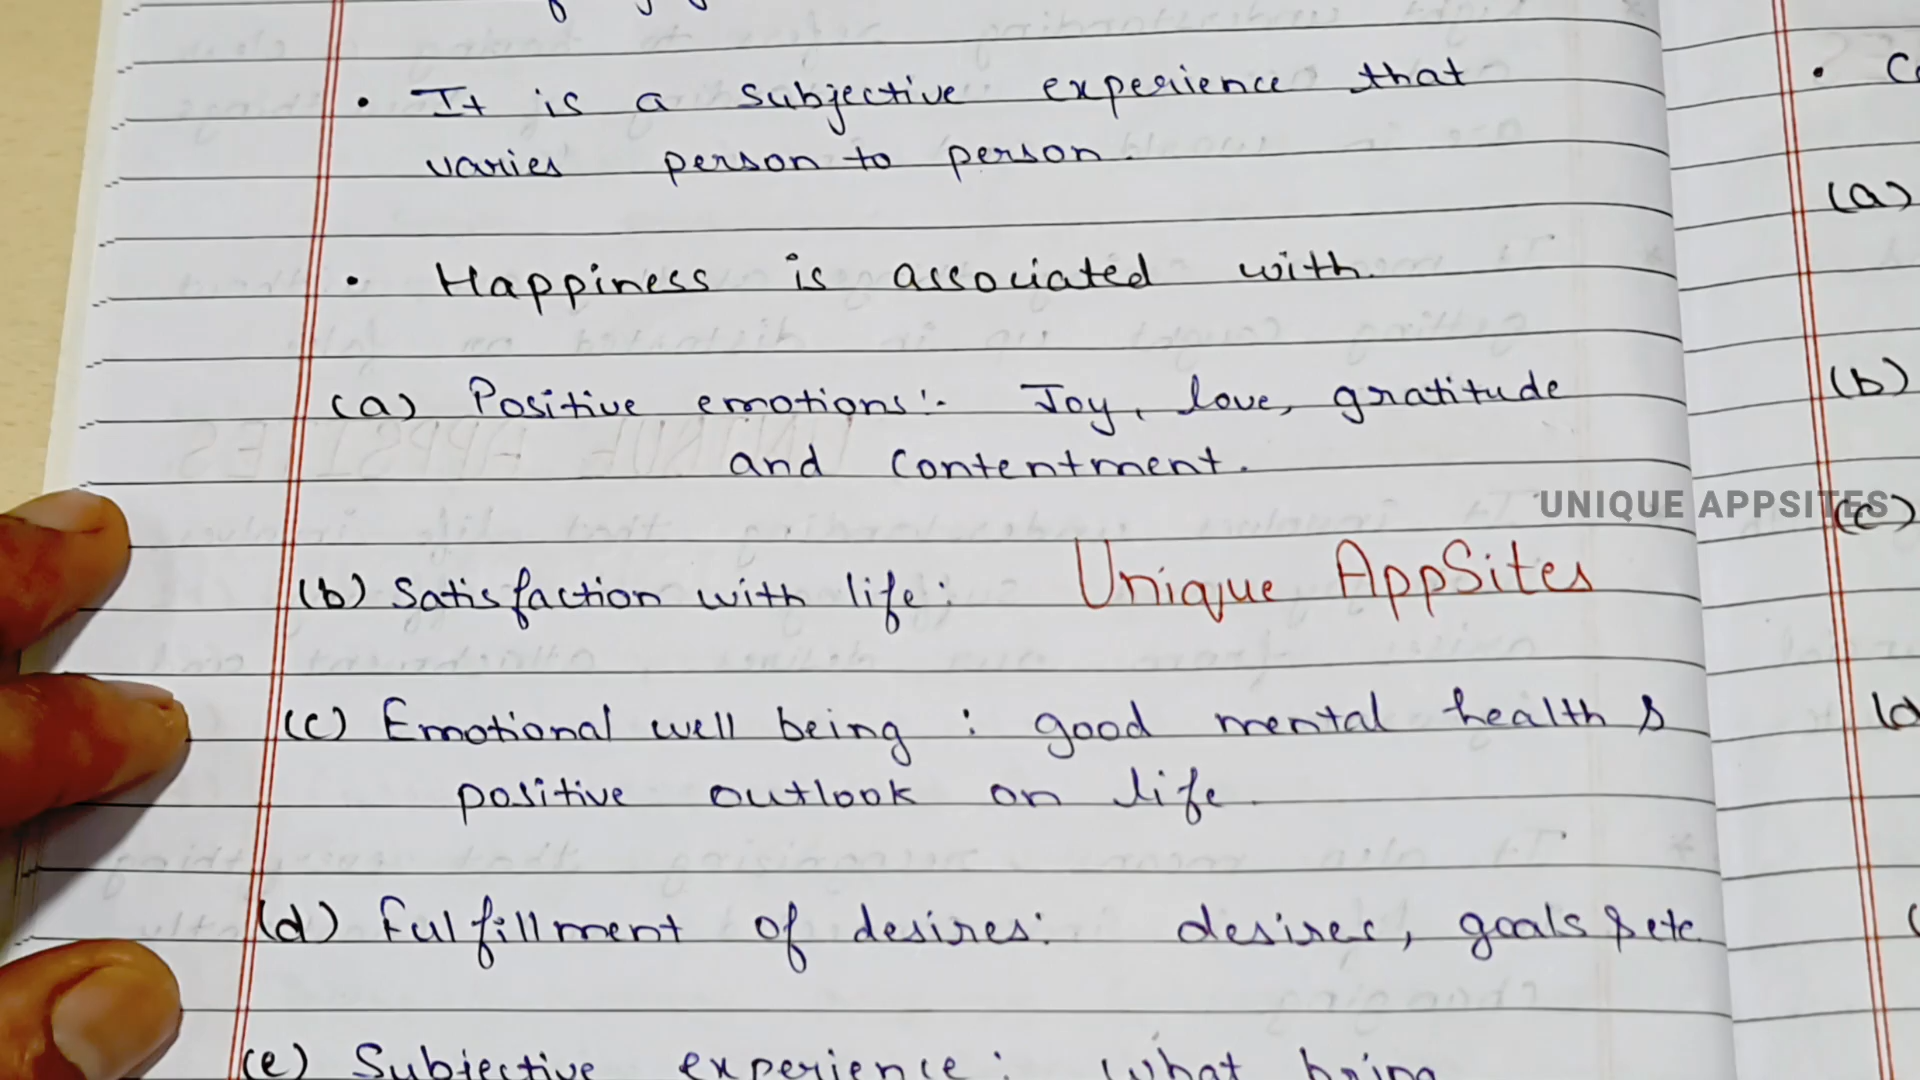 • It is a subjective experience that
varies person to person.
• Happiness is associated with.
(a) Positive emotions:- Joy, love, gratitude
and contentment.
UNIQUE APPSITES
(b) Satisfaction with life: Unique AppSites
(c) Emotional well being : good mental health &
positive outlook on life.
(d) Fulfillment of desires: desires, goals & etc
(e) Subjective experience: what bring
•
(a)
(b)
(c)